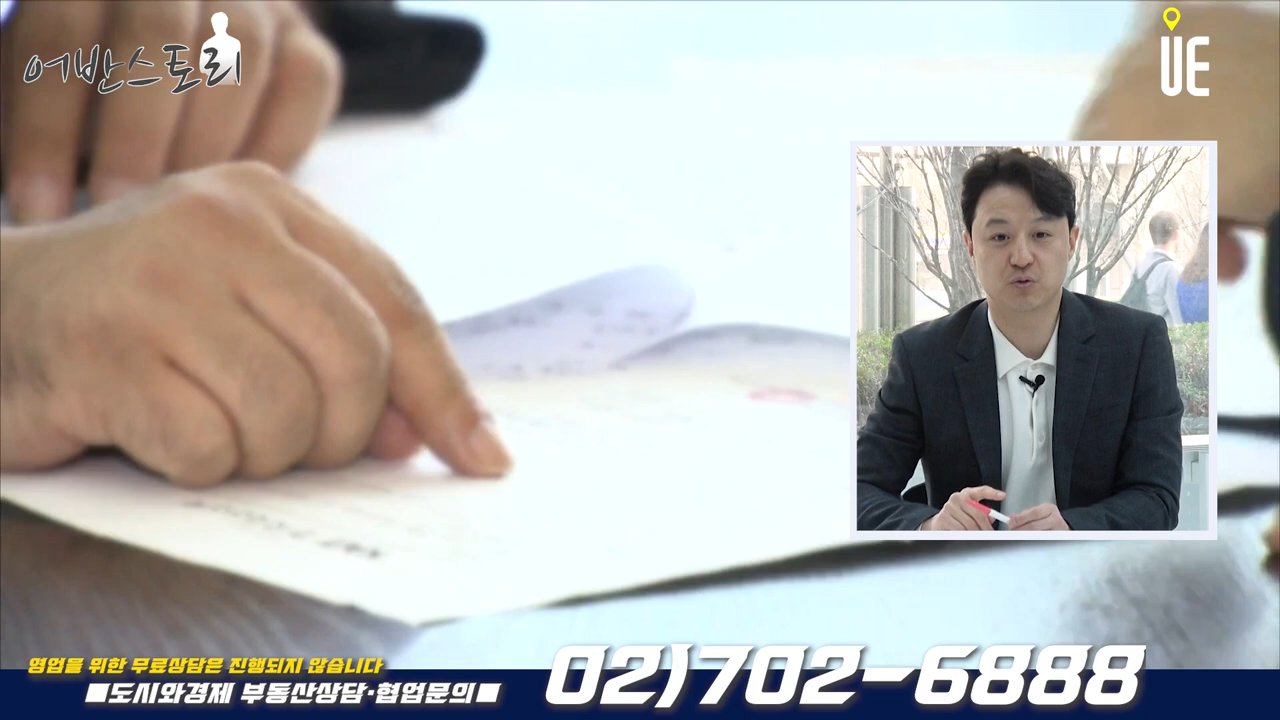 어반스토리
UE
영업을 위한 무료상담은 진행되지 않습니다
■도시와경제 부동산상담·협업문의■
02)702-6888